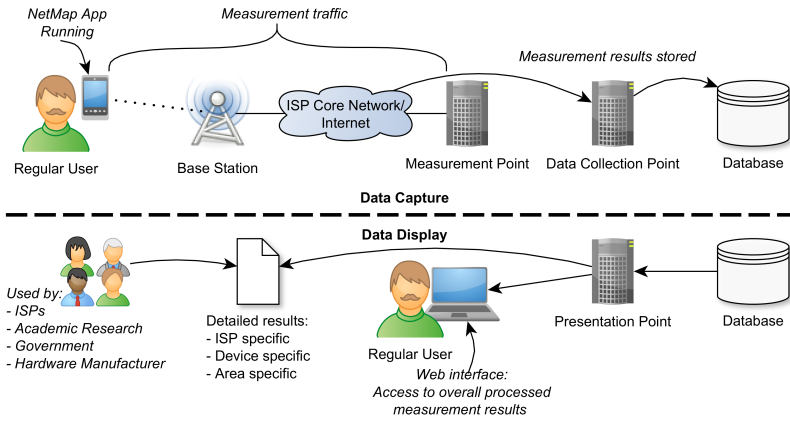 NetMap App
Running
Measurement traffic
Measurement results stored
ISP Core Network/
Internet
Regular User
Base Station
Measurement Point
Data Collection Point
Database
Data Capture
Data Display
Used by:
- ISPs
- Academic Research
- Government
- Hardware Manufacturer
Detailed results:
- ISP specific
- Device specific
- Area specific
Regular User
Web interface:
Access to overall processed
measurement results
Presentation Point
Database